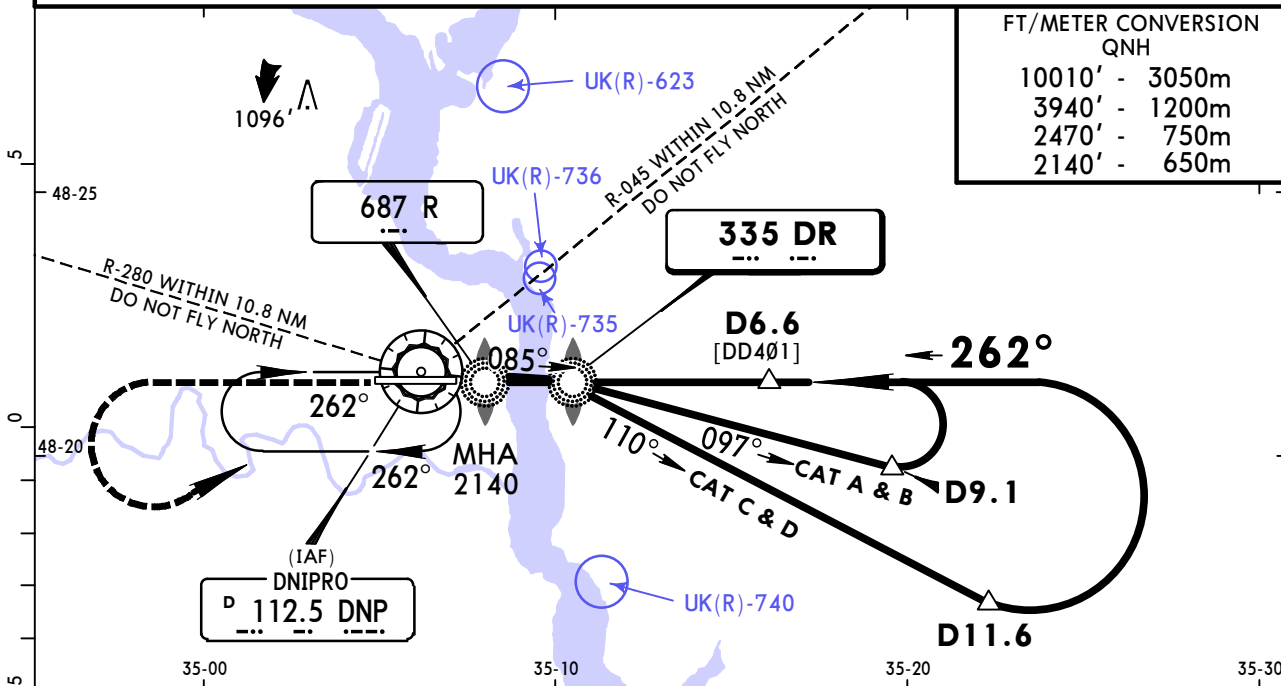 FT/METER CONVERSION
QNH
10010' - 3050m
3940' - 1200m
2470' - 750m
2140' - 650m
UK(R)-623
1096'
R-045 WITHIN 10.8 NM
DO NOT FLY NORTH
5
48-25
UK(R)-736
687 R
335 DR
R-280 WITHIN 10.8 NM
DO NOT FLY NORTH
UK(R)-735
D6.6
[DD4Ø1]
262°
085°
262°
0
48-20
110°
CAT C & D
097°
CAT A & B
MHA
2140
262°
D9.1
(IAF)
DNIPRO
D 112.5 DNP
UK(R)-740
D11.6
5
35-00
35-10
35-20
35-30